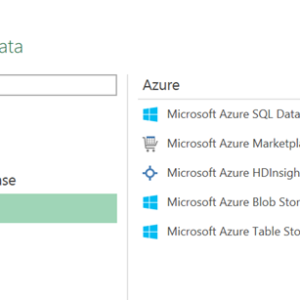 ata
Azure
Microsoft Azure SQL Data
Microsoft Azure Marketpla
ase
Microsoft Azure HDInsigh
Microsoft Azure Blob Stor
Microsoft Azure Table Sto